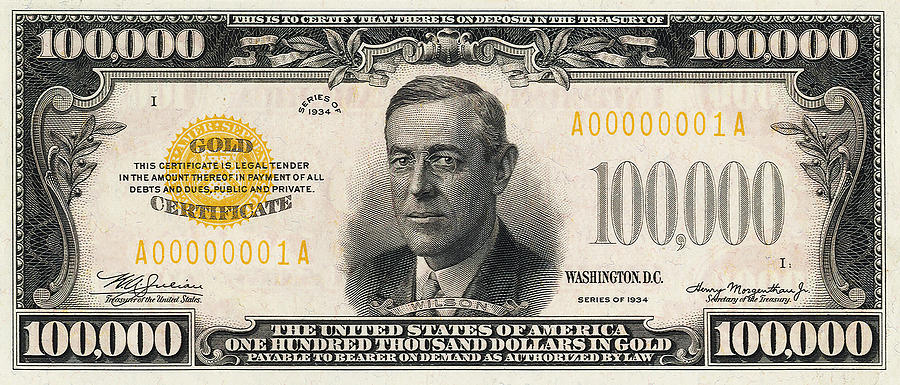 THIS IS TO CERTIFY THAT THERE IS ON DEPOSIT IN THE TREASURY OF
100,000 100,000
I
SERIES OF
1934
A00000001A
GOLD
THIS CERTIFICATE IS LEGAL TENDER
IN THE AMOUNT THEREOF IN PAYMENT OF ALL
DEBTS AND DUES, PUBLIC AND PRIVATE.
CERTIFICATE
100,000
A00000001A
I
WASHINGTON, D.C.
SERIES OF 1934
W A Julian
Treasurer of the United States.
Henry Morgenthau Jr
Secretary of the Treasury.
WILSON
100,000 100,000
THE UNITED STATES OF AMERICA
ONE HUNDRED THOUSAND DOLLARS IN GOLD
PAYABLE TO BEARER ON DEMAND AS AUTHORIZED BY LAW